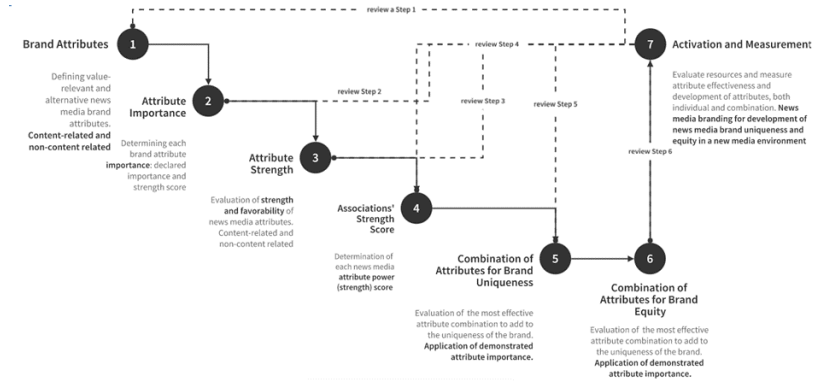 review a Step 1
Brand Attributes
1
Defining value-
relevant and
alternative news
media brand
attributes.
Content-related and
non-content related
2
Attribute
Importance
Determining each
brand attribute
importance: declared
importance and
strength score
review Step 2
3
Attribute
Strength
Evaluation of strength
and favorability of
news media attributes.
Content-related and
non-content related
review Step 3
4
Associations'
Strength
Score
Determination of
each news media
attribute power
(strength) score
review Step 4
5
Combination of
Attributes for Brand
Uniqueness
Evaluation of the most effective
attribute combination to add to
the uniqueness of the brand.
Application of demonstrated
attribute importance.
review Step 5
6
Combination of
Attributes for Brand
Equity
Evaluation of the most effective
attribute combination to add to
the uniqueness of the brand.
Application of demonstrated
attribute importance.
review Step 6
7
Activation and Measurement
Evaluate resources and measure
attribute effectiveness and
development of attributes, both
individual and combination. News
media branding for development of
news media brand uniqueness and
equity in a new media environment